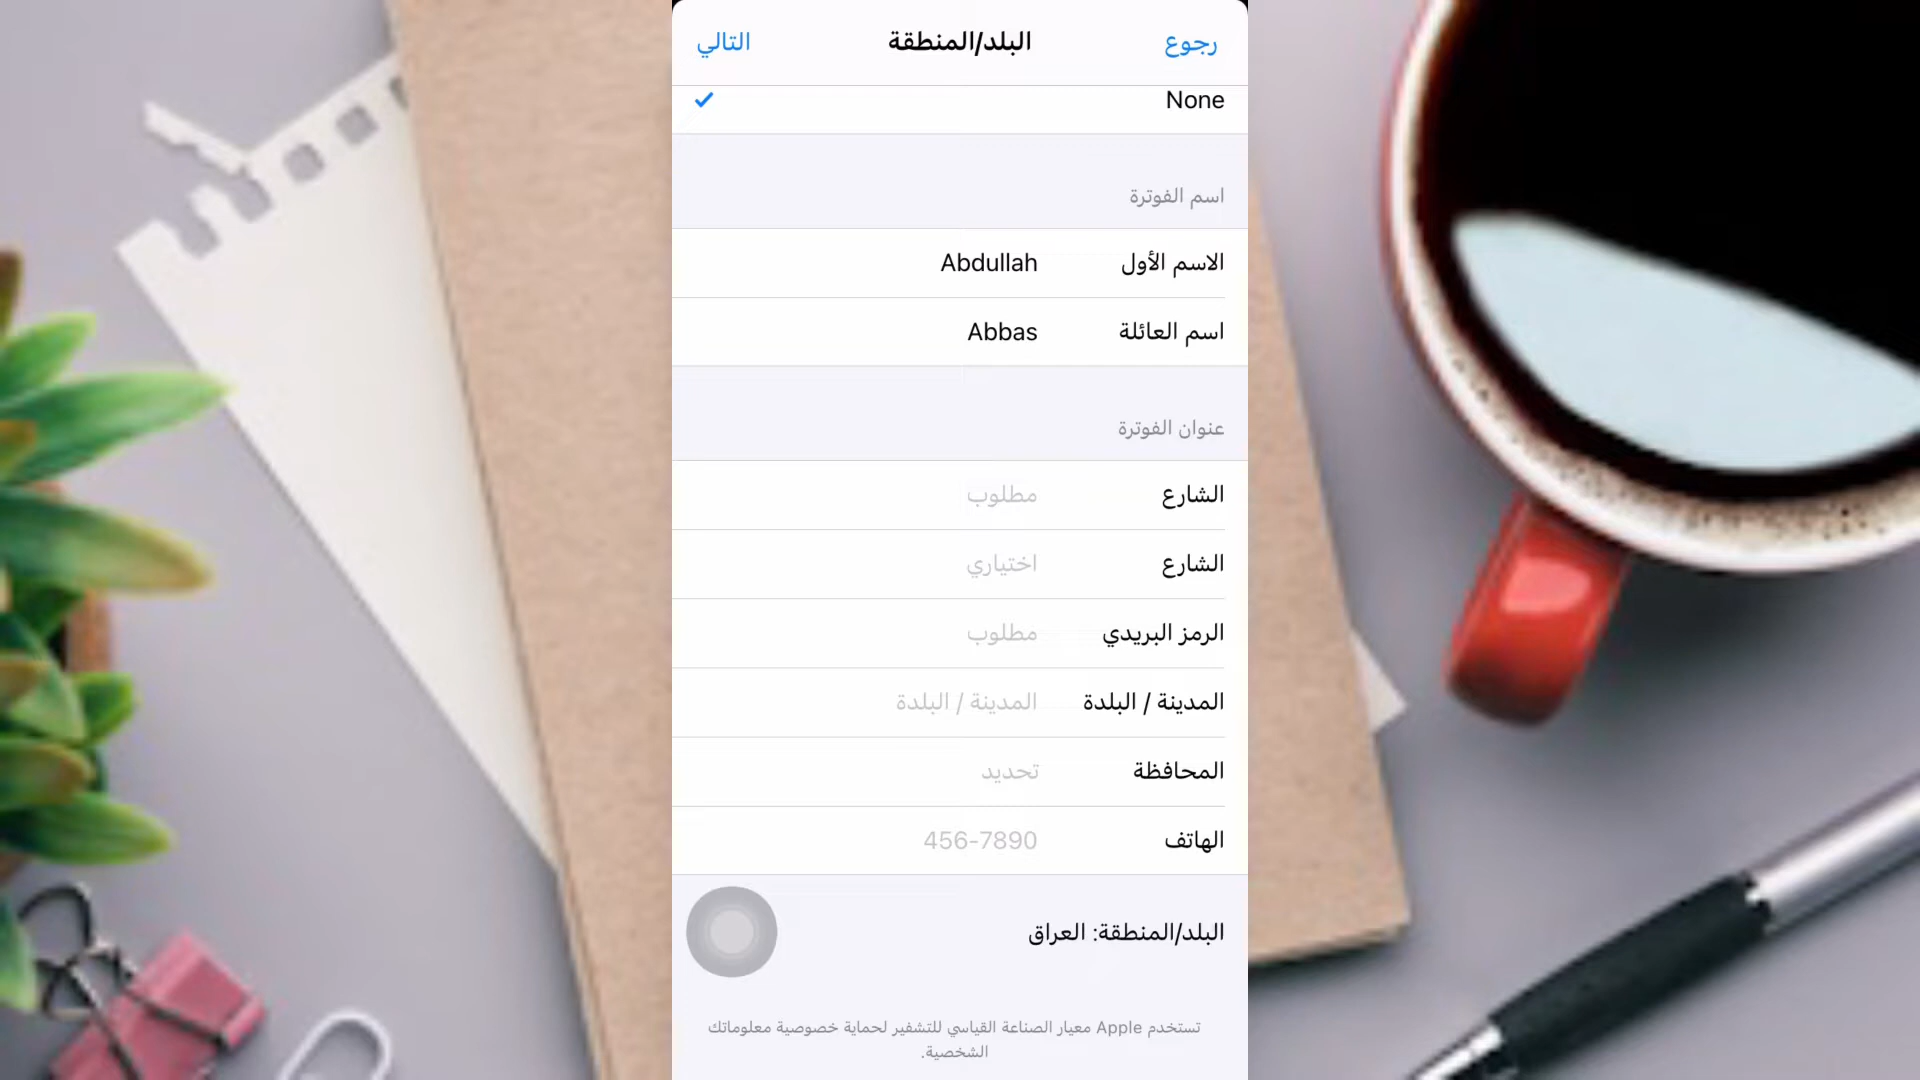 رجوع
البلد/المنطقة
التالي
None
اسم الفوترة
الاسم الأول Abdullah
اسم العائلة Abbas
عنوان الفوترة
الشارع مطلوب
الشارع اختياري
الرمز البريدي مطلوب
المدينة / البلدة المدينة / البلدة
المحافظة تحديد
الهاتف 456-7890
البلد/المنطقة: العراق
تستخدم Apple معيار الصناعة القياسي للتشفير لحماية خصوصية معلوماتك
الشخصية.